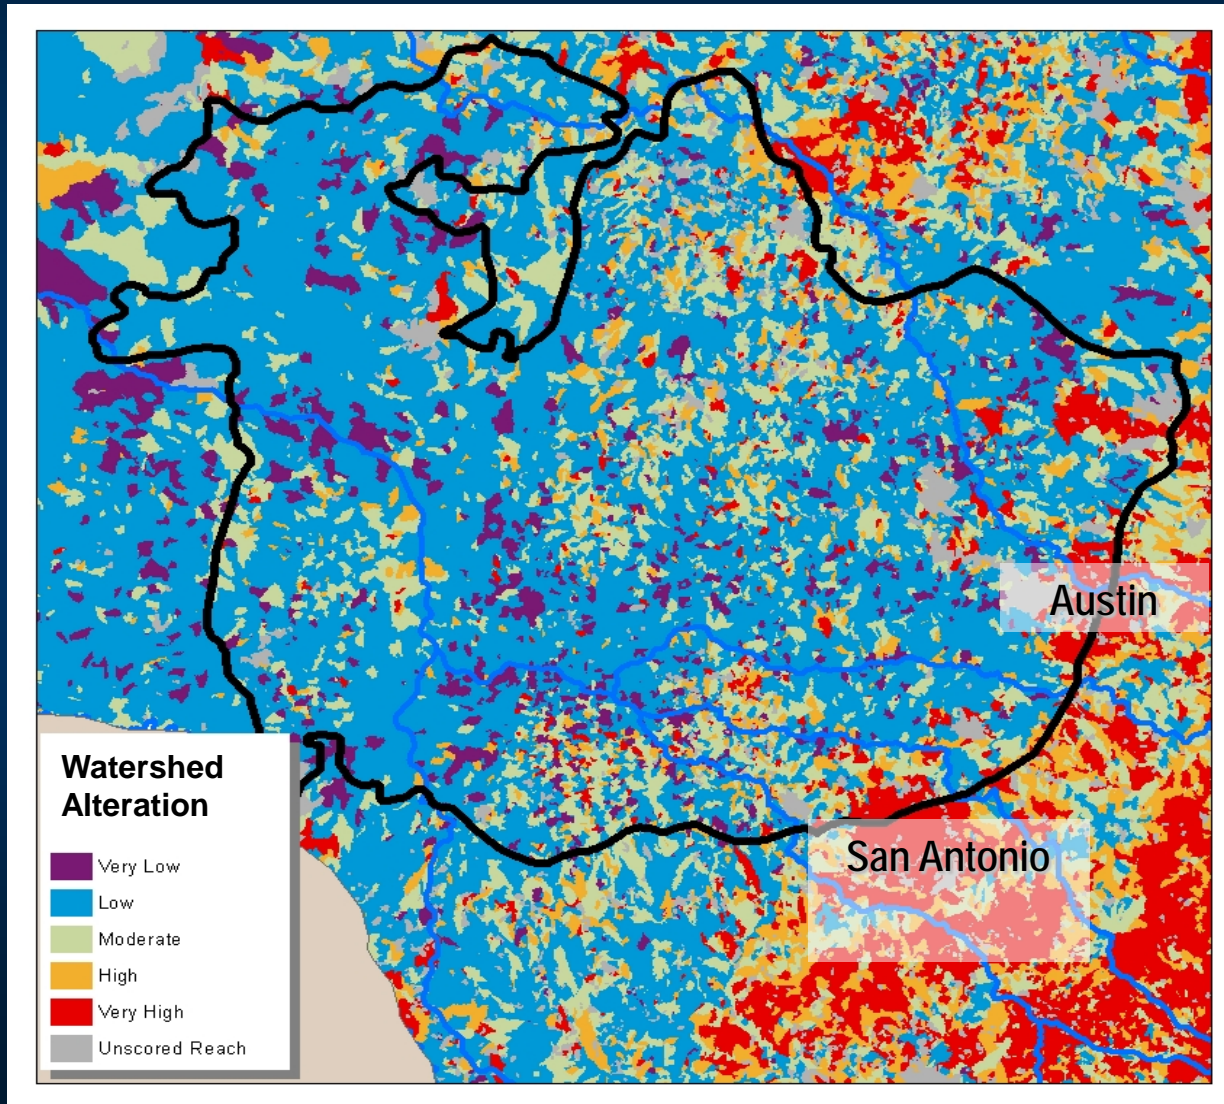 Austin
San Antonio
Watershed
Alteration
Very Low
Low
Moderate
High
Very High
Unscored Reach